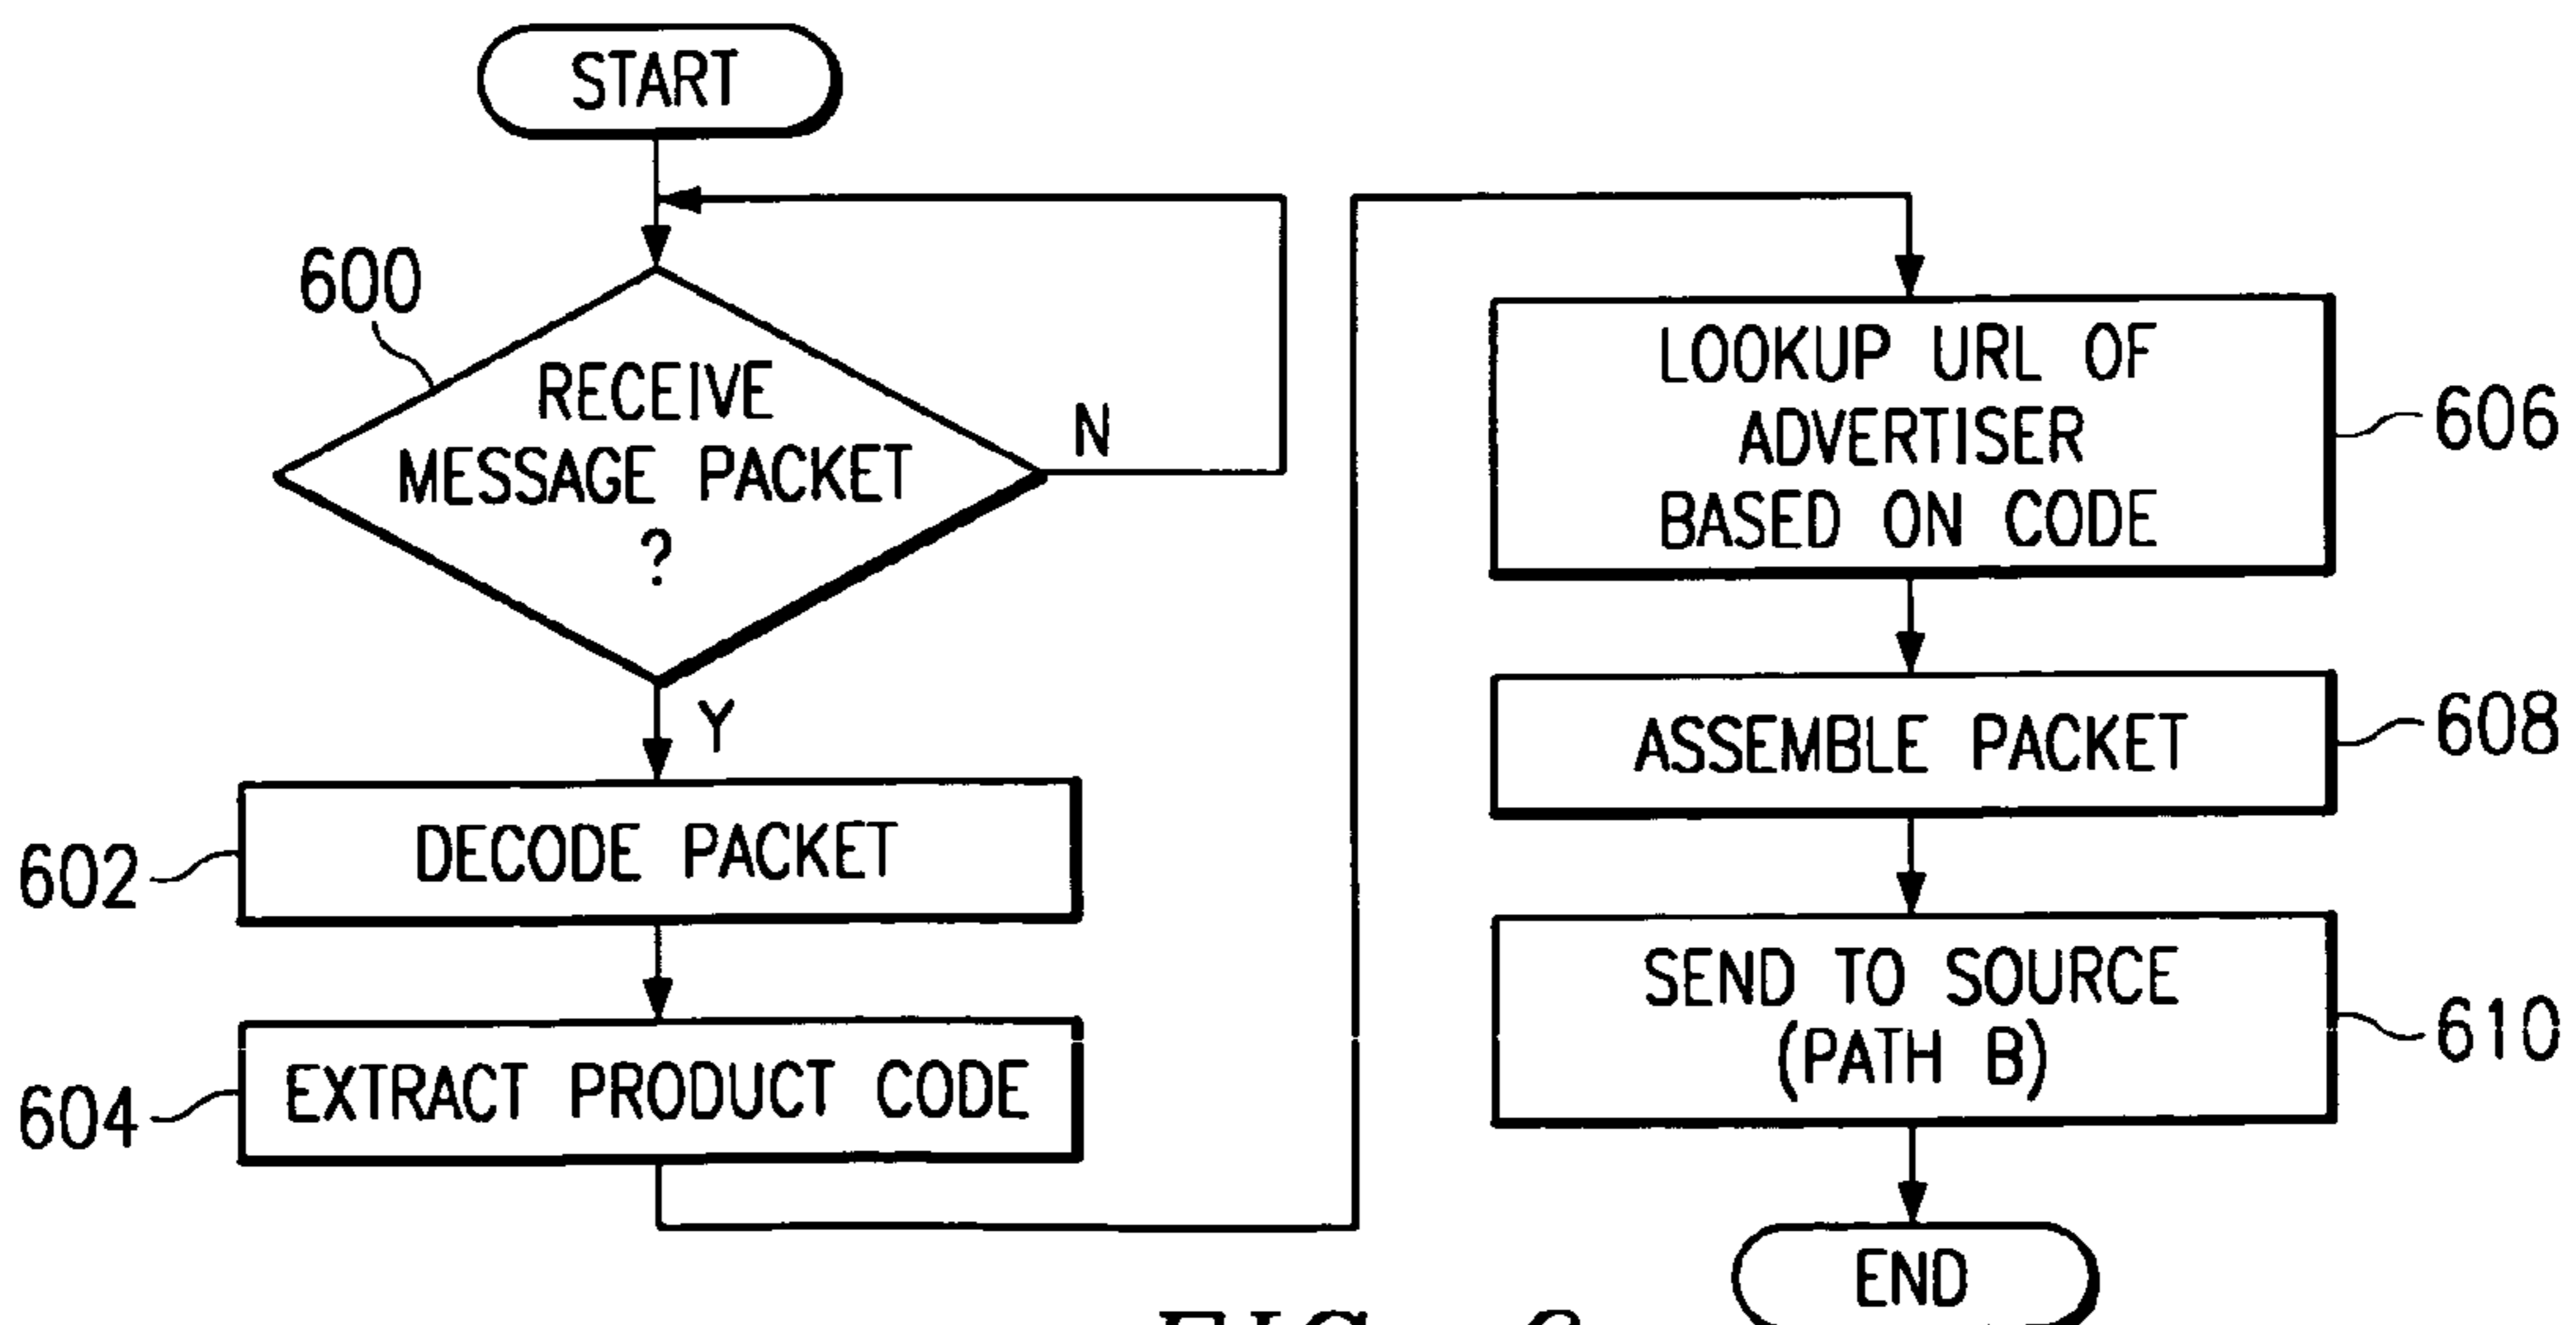 START
600
RECEIVE
MESSAGE PACKET
?
N
Y
602
DECODE PACKET
604
EXTRACT PRODUCT CODE
LOOKUP URL OF
ADVERTISER
BASED ON CODE
606
ASSEMBLE PACKET
608
SEND TO SOURCE
(PATH B)
610
END